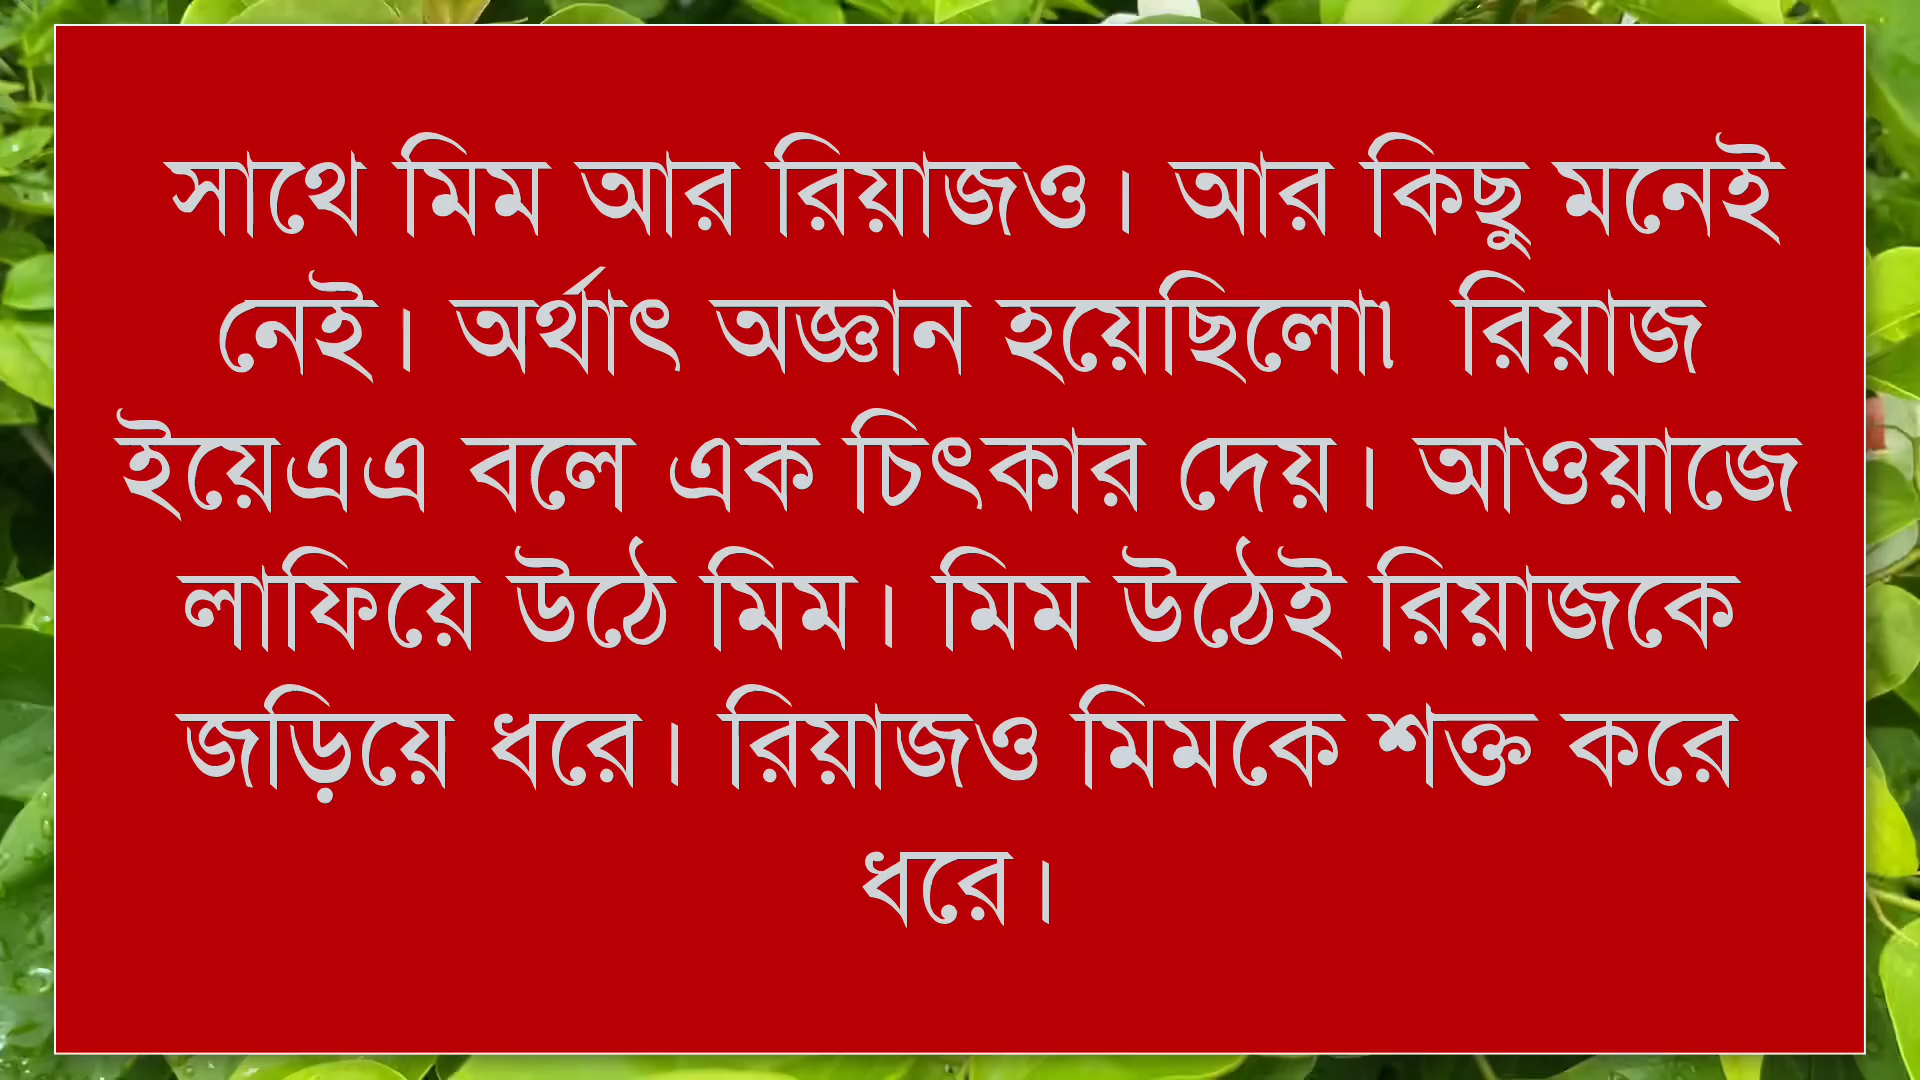 সাথে মিম আর রিয়াজও। আর কিছু মনেই
নেই। অর্থাৎ অজ্ঞান হয়েছিলো৷ রিয়াজ
ইয়েএএ বলে এক চিৎকার দেয়। আওয়াজে
লাফিয়ে উঠে মিম। মিম উঠেই রিয়াজকে
জড়িয়ে ধরে। রিয়াজও মিমকে শক্ত করে
ধরে।